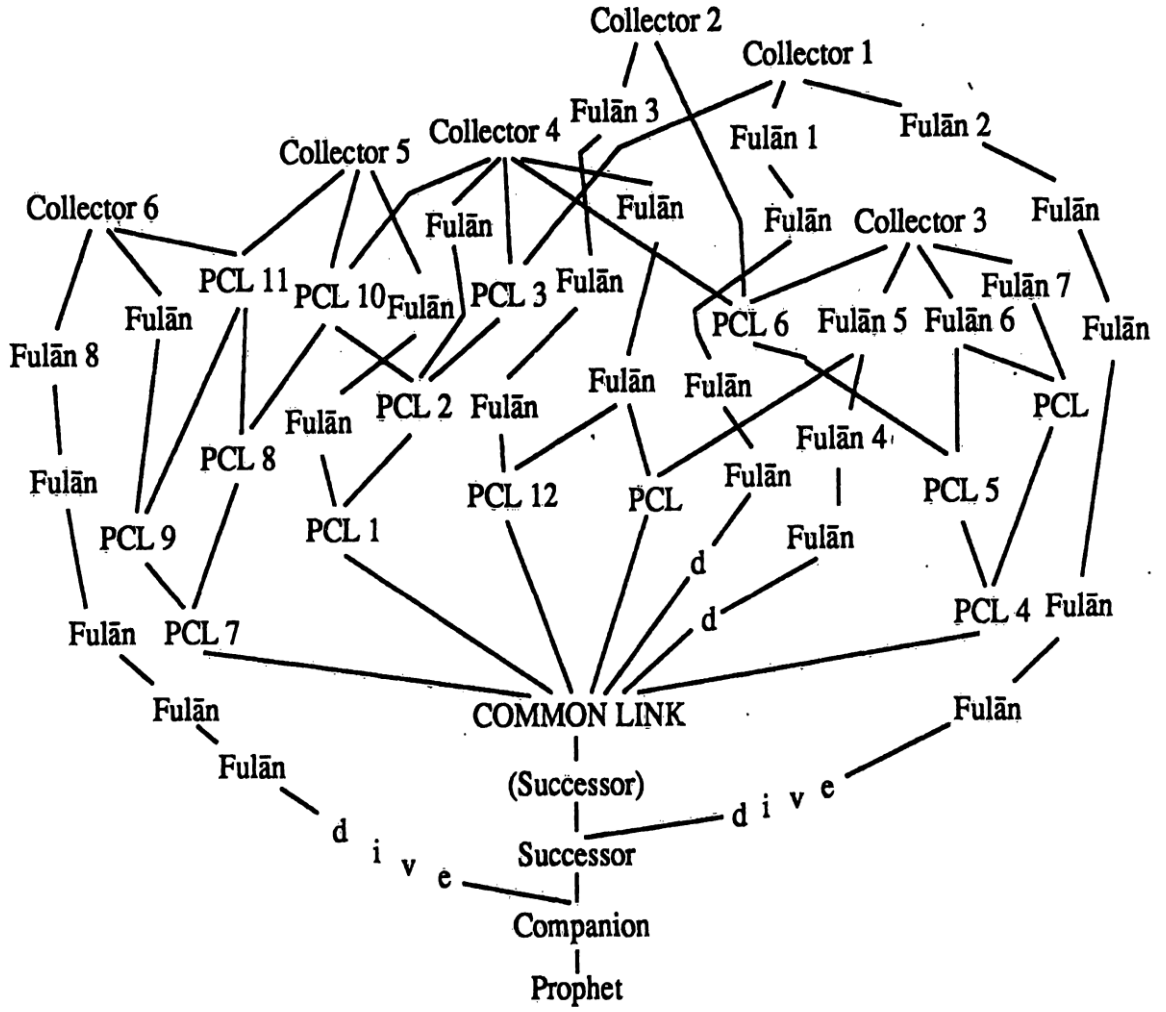 Collector 2
Collector 1
Fulān 3
Fulān 1
Fulān 2
Collector 4
Collector 5
Collector 6
Fulān
Fulān
Fulān
Collector 3
Fulān
PCL 11
PCL 10
Fulān
PCL 3
Fulān
Fulān 7
Fulān
PCL 6
Fulān 5
Fulān 6
Fulān
Fulān 8
Fulān
Fulān
PCL 2
Fulān
Fulān
PCL
Fulān
PCL 8
Fulān 4
Fulān
PCL 12
PCL
Fulān
PCL 5
PCL 9
PCL 1
Fulān
d
Fulān
PCL 7
d
PCL 4
Fulān
Fulān
COMMON LINK
Fulān
Fulān
(Successor)
dive
dive
Successor
Companion
Prophet